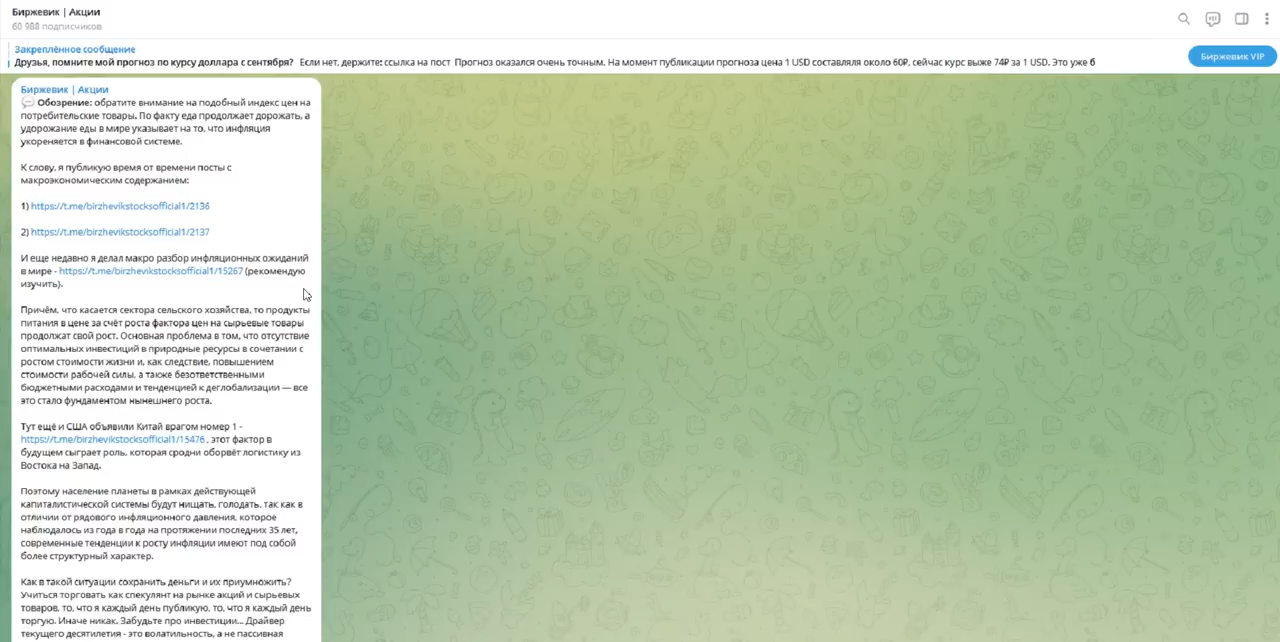 Биржевик | Акции
60 988 подписчиков
Закреплённое сообщение
Друзья, помните мой прогноз по курсу доллара с сентября? Если нет, держите: ссылка на пост Прогноз оказался очень точным. На момент публикации прогноза цена 1 USD составляла около 60₽, сейчас курс выже 74₽ за 1 USD. Это уже б
Биржевик VIP
Биржевик | Акции
💬 Обозрение: обратите внимание на подобный индекс цен на
потребительские товары. По факту еда продолжает дорожать, а
удорожание еды в мире указывает на то, что инфляция
укореняется в финансовой системе.
К слову, я публикую время от времени посты с
макроэкономическим содержанием:
1) https://t.me/birzhevikstocksofficial1/2136
2) https://t.me/birzhevikstocksofficial1/2137
И еще недавно я делал макро разбор инфляционных ожиданий
в мире - https://t.me/birzhevikstocksofficial1/15267 (рекомендую
изучить).
Причём, что касается сектора сельского хозяйства, то продукты
питания в цене за счёт роста фактора цен на сырьевые товары
продолжат свой рост. Основная проблема в том, что отсутствие
оптимальных инвестиций в природные ресурсы в сочетании с
ростом стоимости жизни и, как следствие, повышением
стоимости рабочей силы, а также безответственными
бюджетными расходами и тенденцией к деглобализации — все
это стало фундаментом нынешнего роста.
Тут ещё и США объявили Китай врагом номер 1 -
https://t.me/birzhevikstocksofficial1/15476 , этот фактор в
будущем сыграет роль, которая сродни оборвёт логистику из
Востока на Запад.
Поэтому население планеты в рамках действующей
капиталистической системы будут нищать, голодать, так как в
отличии от рядового инфляционного давления, которое
наблюдалось из года в года на протяжении последних 35 лет,
современные тенденции к росту инфляции имеют под собой
более структурный характер.
Как в такой ситуации сохранить деньги и их приумножить?
Учиться торговать как спекулянт на рынке акций и сырьевых
товаров, то, что я каждый день публикую, то, что я каждый день
торгую. Иначе никак. Забудьте про инвестиции... Драйвер
текущего десятилетия - это волатильность, а не пассивная